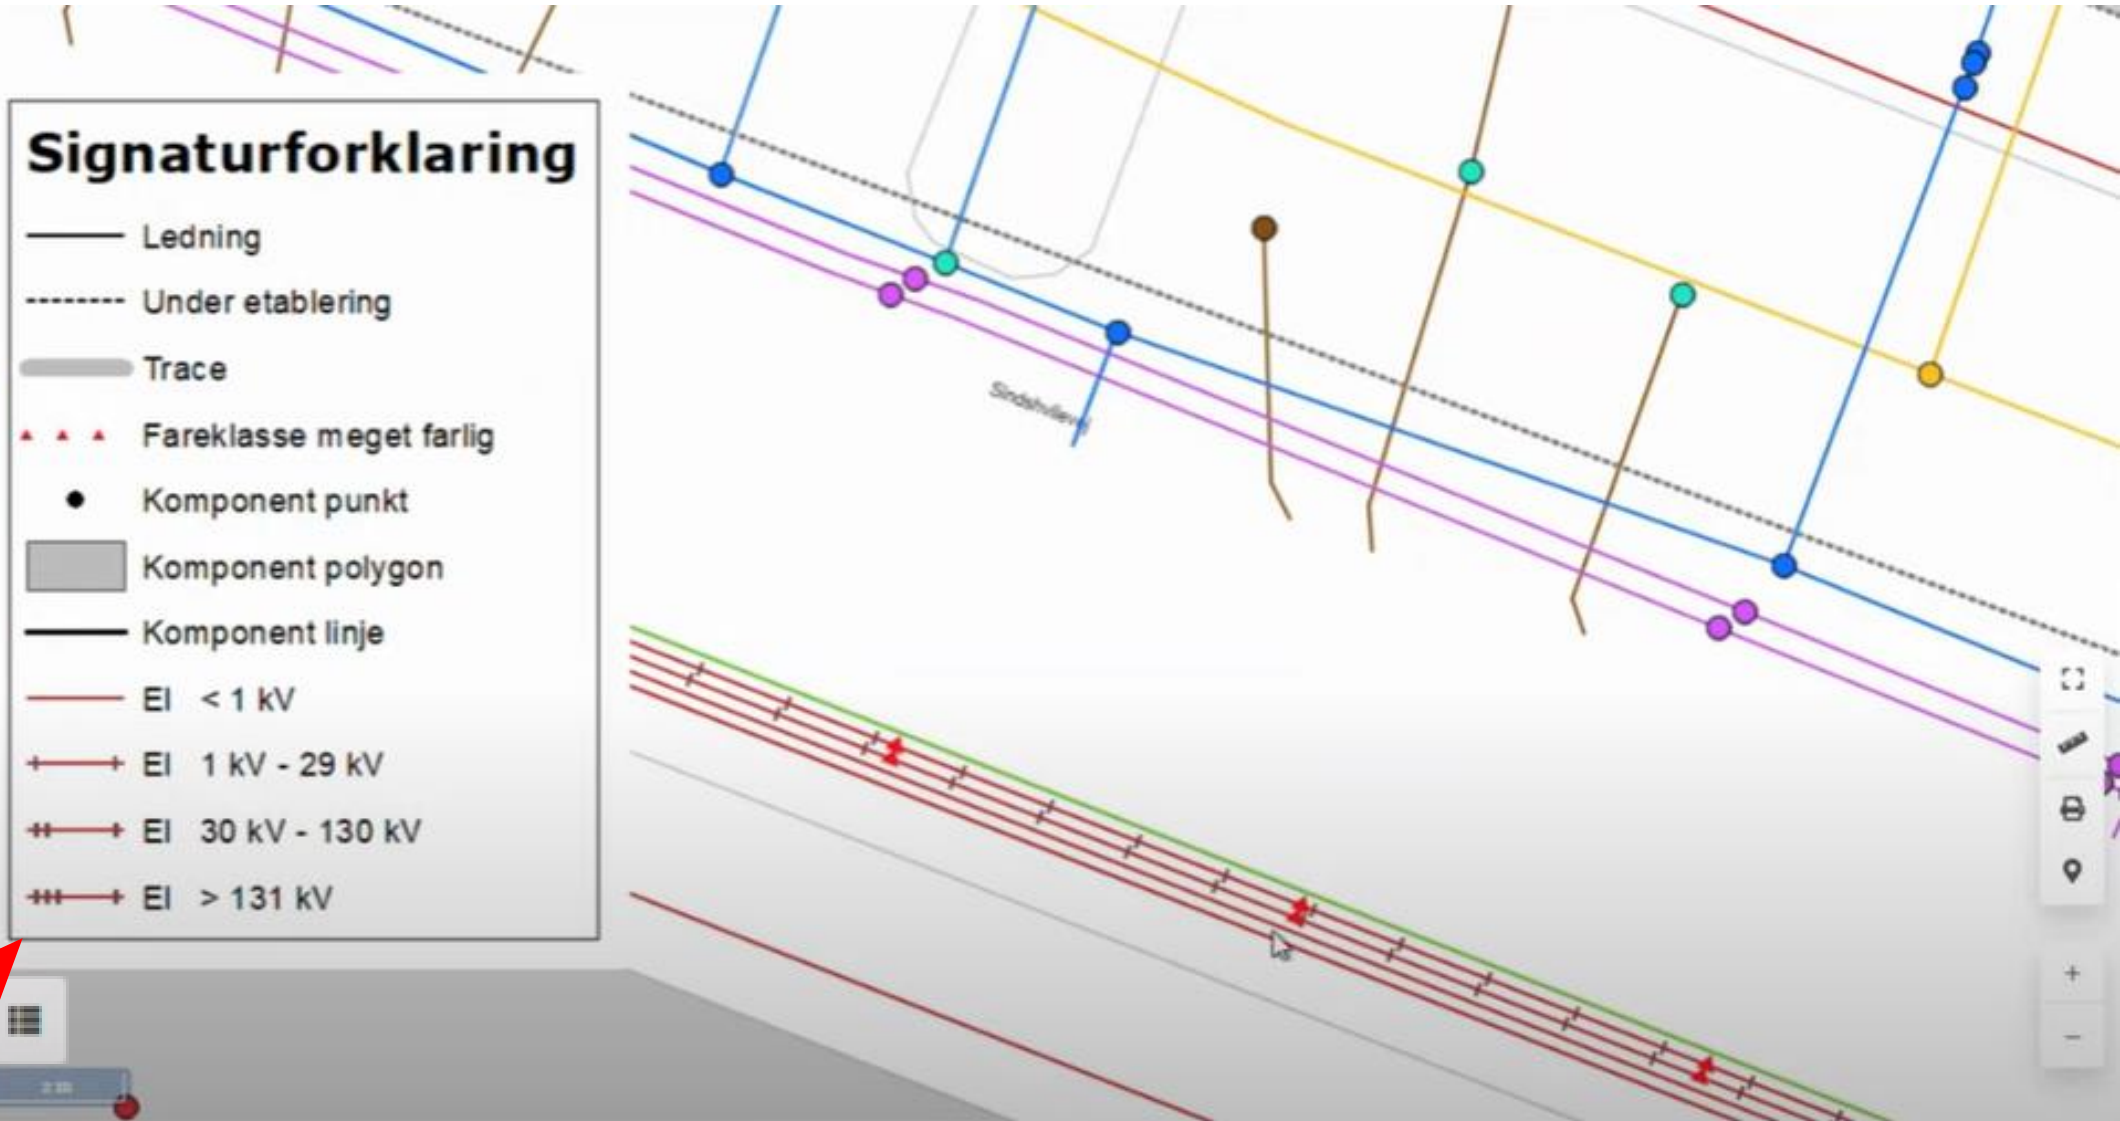 Signaturforklaring
Ledning
Under etablering
Trace
Fareklasse meget farlig
Komponent punkt
Komponent polygon
Komponent linje
El < 1 kV
El 1 kV - 29 kV
El 30 kV - 130 kV
El > 131 kV